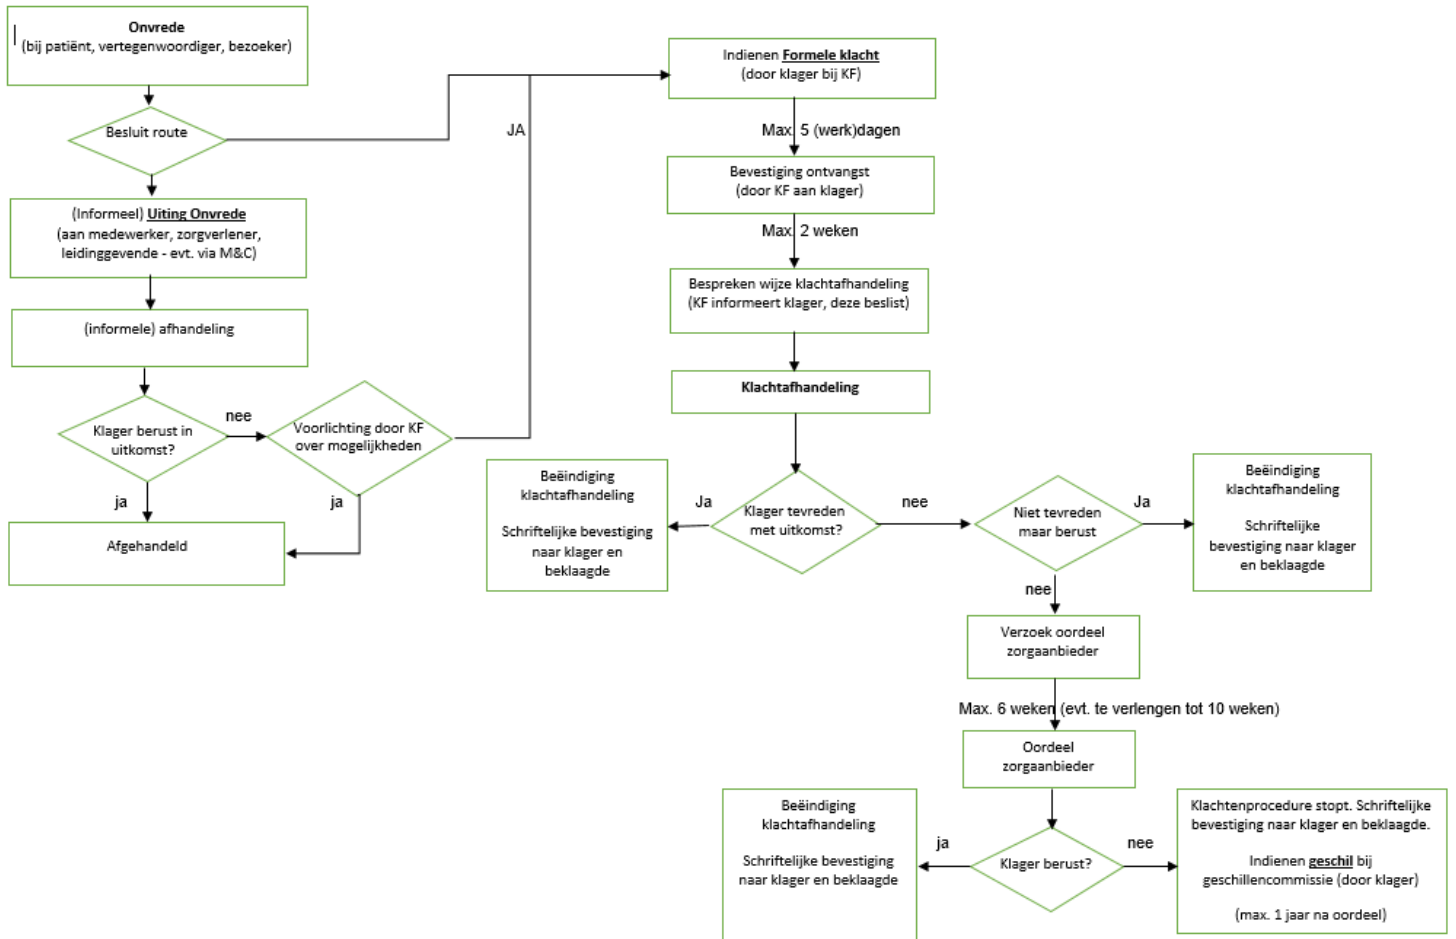 Onvrede
(bij patiënt, vertegenwoordiger, bezoeker)
Besluit route
(Informeel) Uiting Onvrede
(aan medewerker, zorgverlener,
leidinggevende - evt. via M&C)
(informele) afhandeling
Klager berust in
uitkomst?
nee
Voorlichting door KF
over mogelijkheden
ja
ja
Afgehandeld
JA
Indienen Formele klacht
(door klager bij KF)
Max. 5 (werk)dagen
Bevestiging ontvangst
(door KF aan klager)
Max. 2 weken
Bespreken wijze klachtafhandeling
(KF informeert klager, deze beslist)
Klachtafhandeling
Klager tevreden
met uitkomst?
Ja
Beëindiging
klachtafhandeling
Schriftelijke bevestiging
naar klager en
beklaagde
nee
Niet tevreden
maar berust
Ja
Beëindiging
klachtafhandeling
Schriftelijke
bevestiging naar klager
en beklaagde
nee
Verzoek oordeel
zorgaanbieder
Max. 6 weken (evt. te verlengen tot 10 weken)
Oordeel
zorgaanbieder
Klager berust?
ja
Beëindiging
klachtafhandeling
Schriftelijke bevestiging
naar klager en beklaagde
nee
Klachtenprocedure stopt. Schriftelijke
bevestiging naar klager en beklaagde.
Indienen geschil bij
geschillencommissie (door klager)
(max. 1 jaar na oordeel)